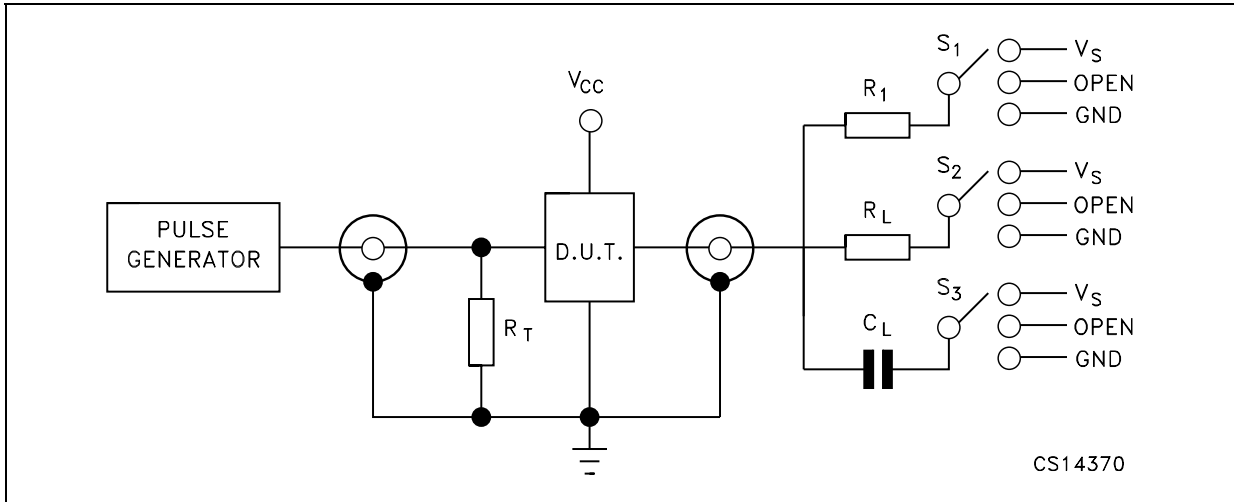 PULSE
GENERATOR
RT
VCC
D.U.T.
R1
S1
VS
OPEN
GND
RL
S2
VS
OPEN
GND
CL
S3
VS
OPEN
GND
CS14370